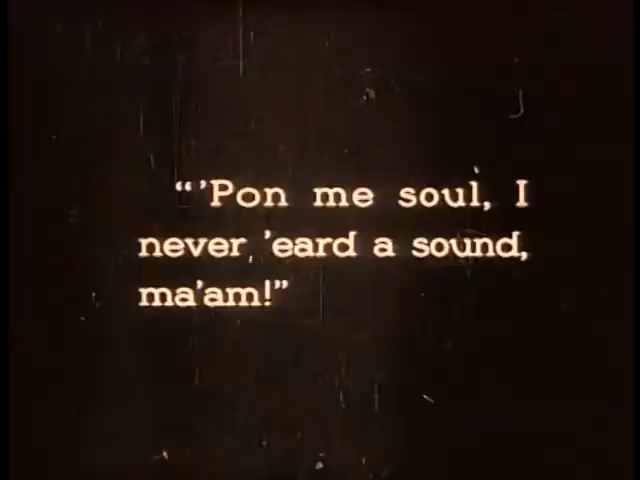 “’Pon me soul, I
never ’eard a sound,
ma’am!”